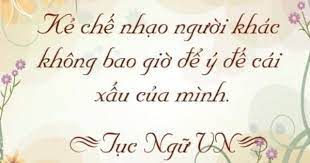 Kẻ chế nhạo người khác
không bao giờ để ý đế cái
xấu của mình.
Tục Ngữ VN